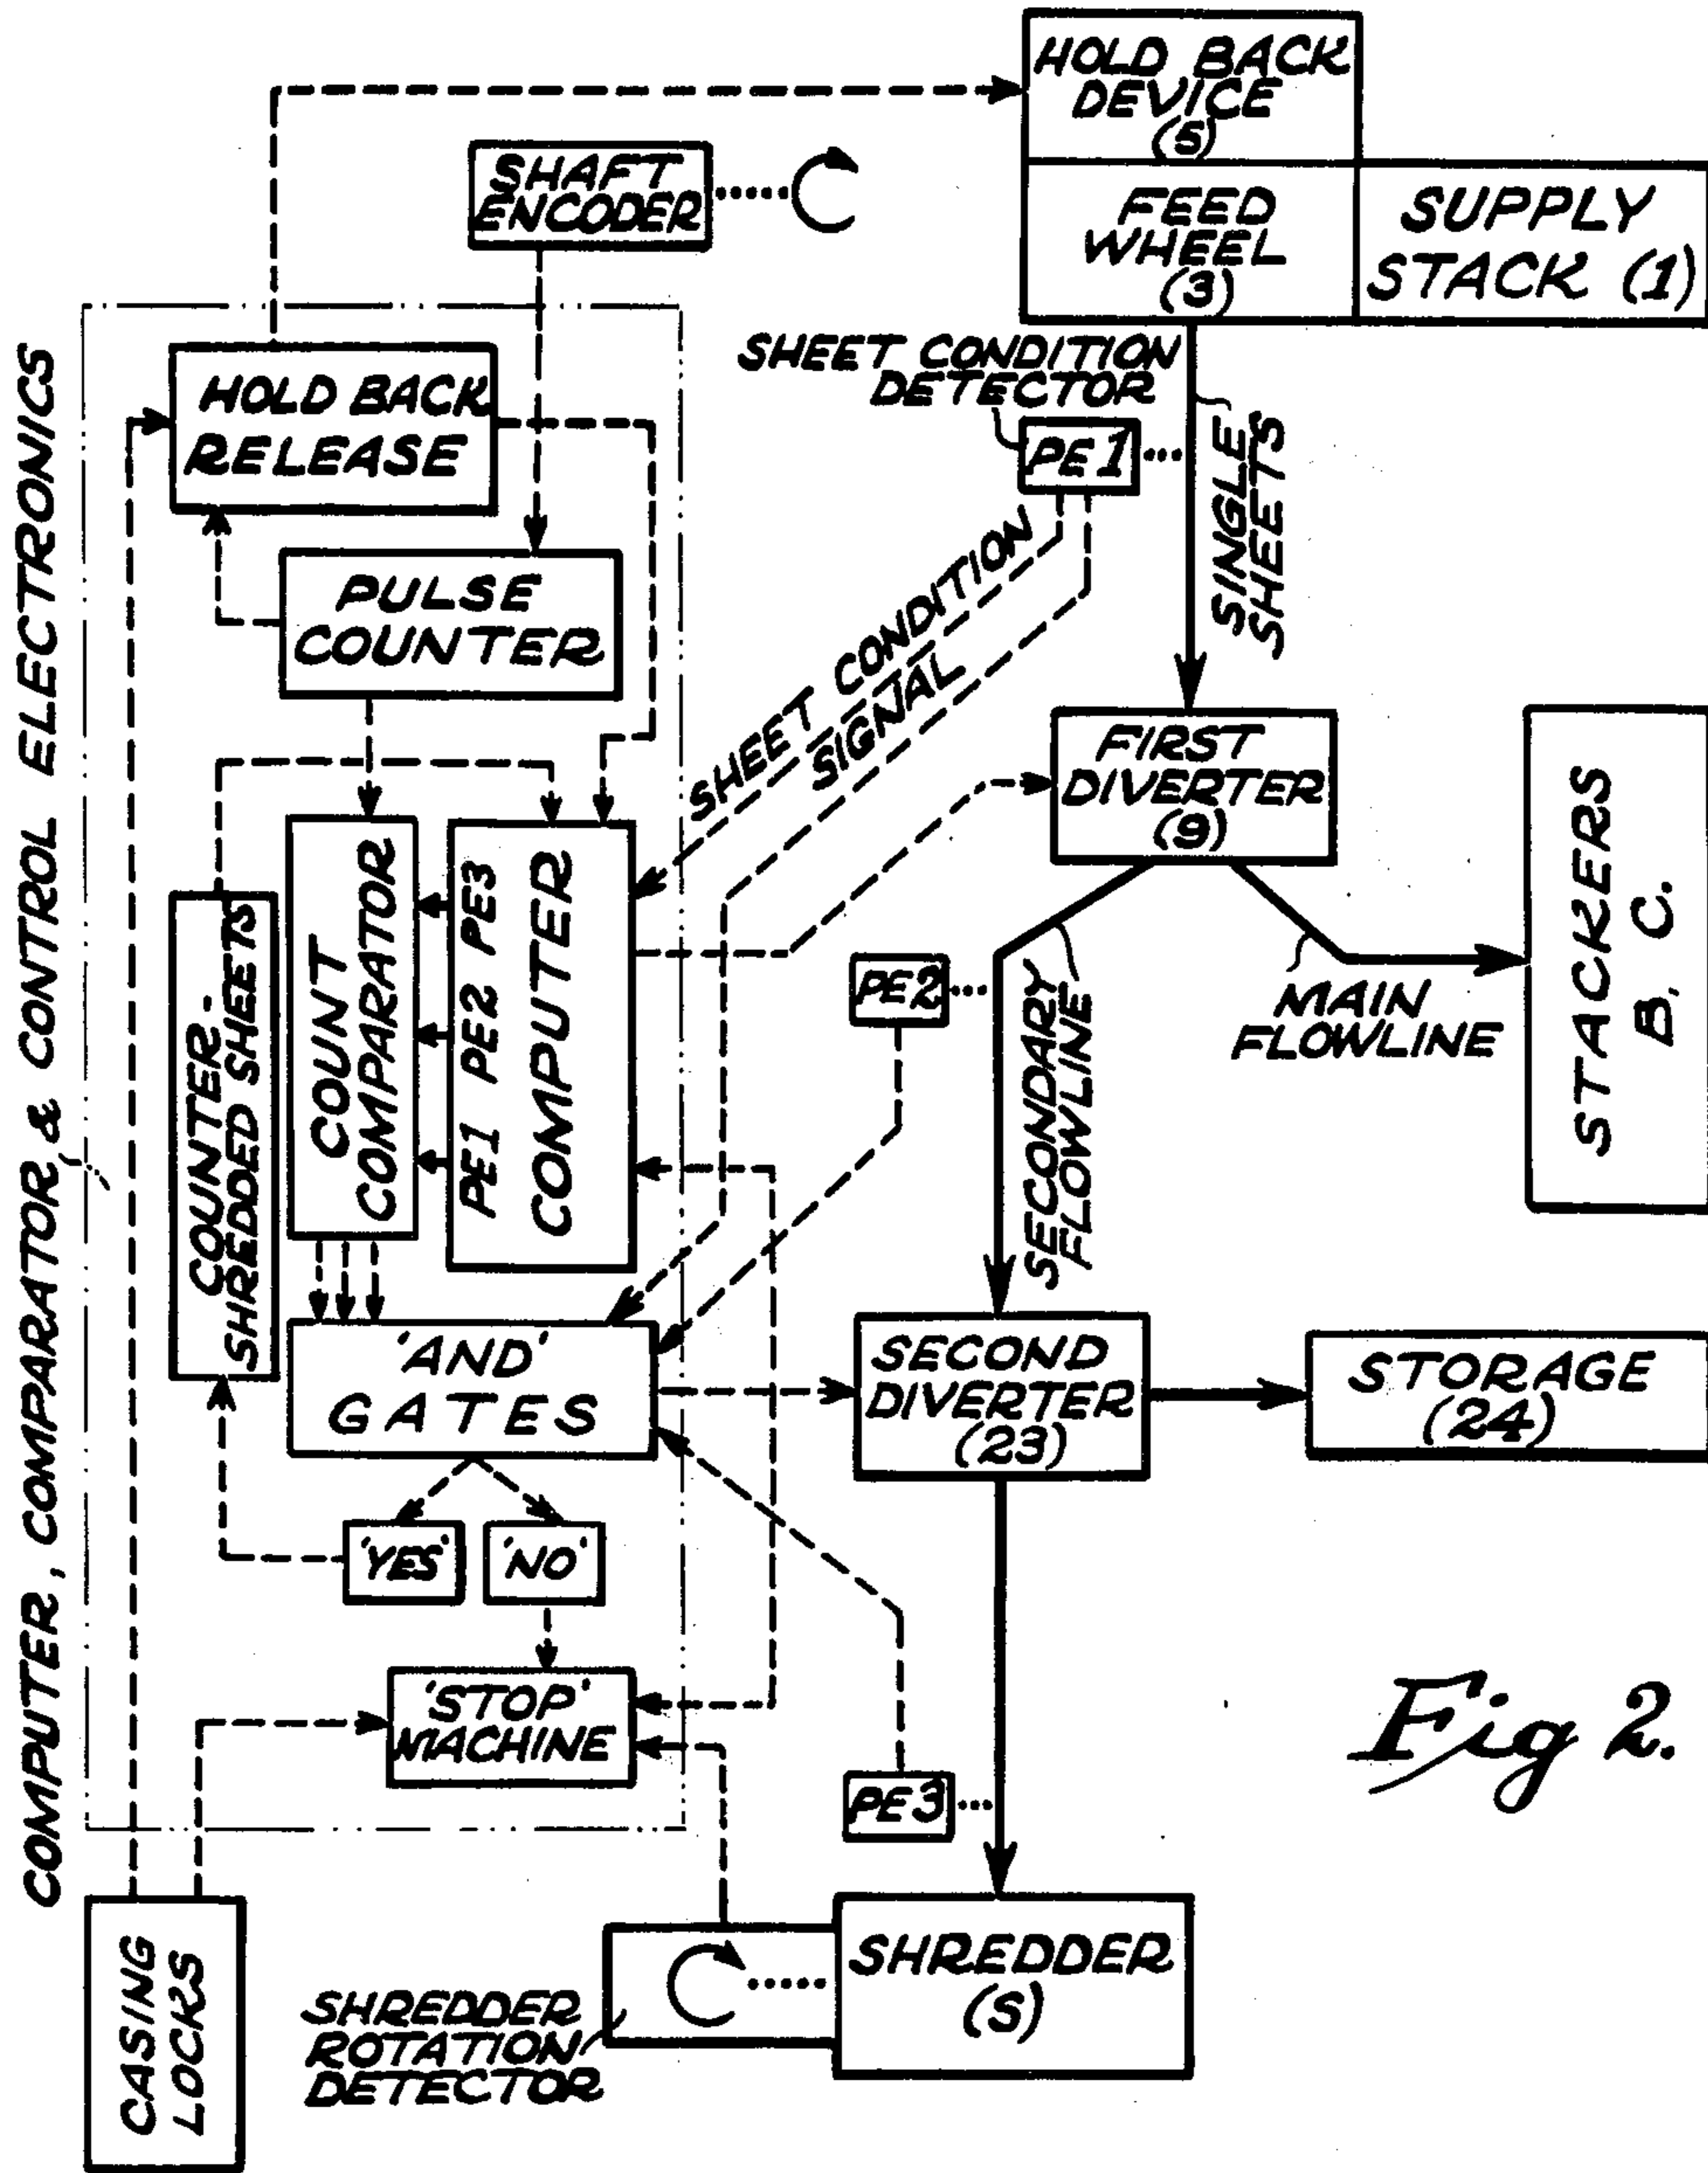 HOLD BACK
DEVICE
(5)
SHAFT
ENCODER
FEED
WHEEL
(3)
SUPPLY
STACK (1)
COMPUTER, COMPARATOR & CONTROL ELECTRONICS
SHEET CONDITION
DETECTOR
PE1
SINGLE
SHEETS
HOLD BACK
RELEASE
PULSE
COUNTER
SHEET CONDITION
SIGNAL
FIRST
DIVERTER
(9)
STACKERS
B, C.
COUNTER-
SHREDDED SHEETS
COUNT
COMPARATOR
PE1 PE2 PE3
COMPUTER
PE2
SECONDARY
FLOWLINE
MAIN
FLOWLINE
'AND'
GATES
SECOND
DIVERTER
(23)
STORAGE
(24)
'YES'
'NO'
'STOP'
MACHINE
PE3
Fig 2.
CASING
LOCKS
SHREDDER
ROTATION
DETECTOR
SHREDDER
(S)